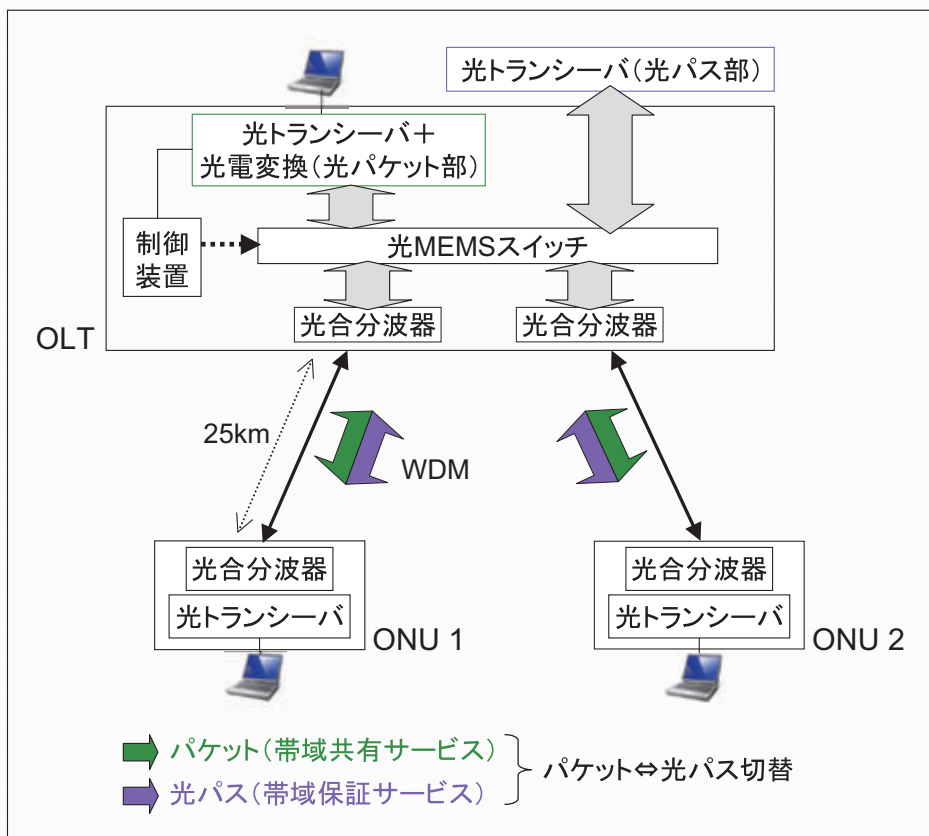 光トランシーバ(光パス部)
光トランシーバ+
光電変換(光パケット部)
制御
装置
光MEMSスイッチ
光合分波器
光合分波器
OLT
25km
WDM
光合分波器
光トランシーバ
ONU 1
光合分波器
光トランシーバ
ONU 2
パケット(帯域共有サービス)
光パス(帯域保証サービス)
パケット⇔光パス切替